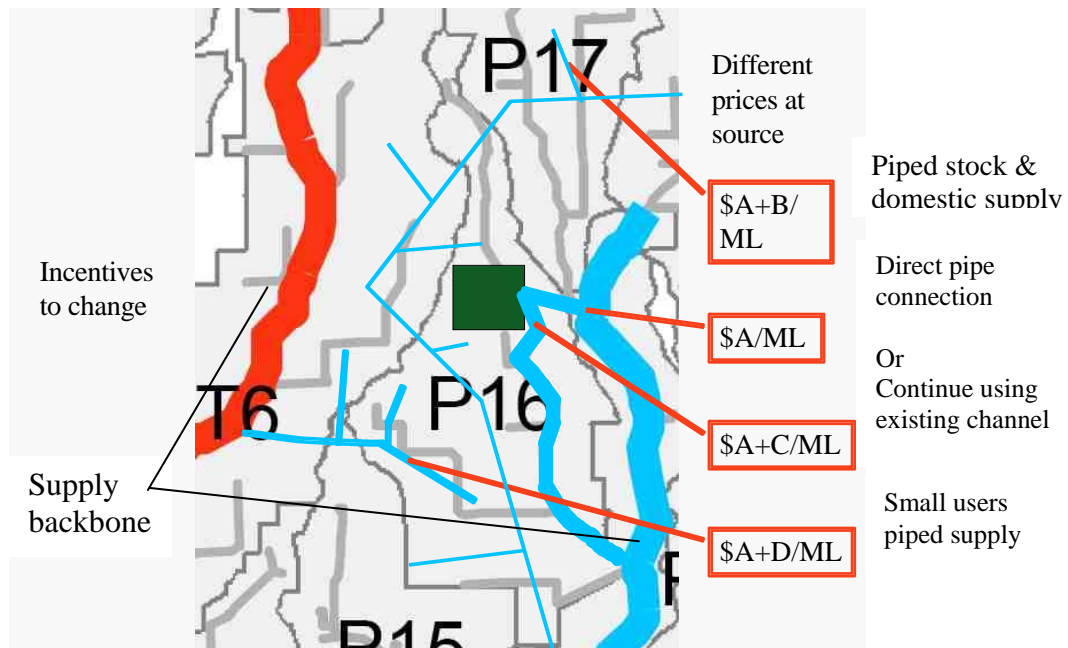 P17
Different
prices at
source
Piped stock &
domestic supply
$A+B/
ML
Incentives
to change
Direct pipe
connection
$A/ML
Or
Continue using
existing channel
T6
P16
$A+C/ML
Supply
backbone
Small users
piped supply
$A+D/ML
P15